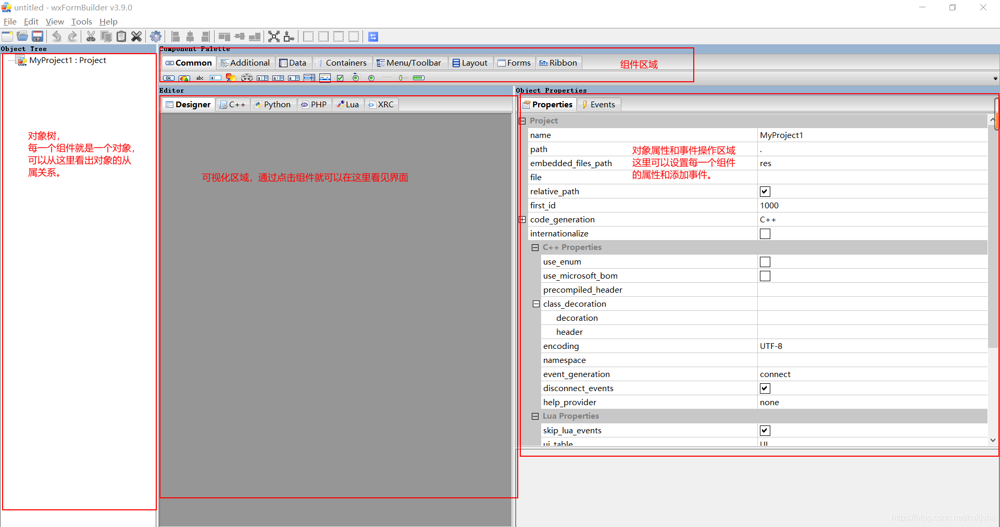 untitled - wxFormBuilder v3.9.0
File Edit View Tools Help
Object Tree
MyProject1 : Project
对象树，
每一个组件就是一个对象，
可以从这里看出对象的从
属关系。
Component Palette
Common Additional Data Containers Menu/Toolbar Layout Forms Ribbon
组件区域
Editor
Designer C++ Python PHP Lua XRC
可视化区域，通过点击组件就可以在这里看见界面
Object Properties
Properties Events
Project
name MyProject1
path .
embedded_files_path res
file
relative_path
first_id 1000
code_generation C++
internationalize
对象属性和事件操作区域
这里可以设置每一个组件
的属性和添加事件。
C++ Properties
use_enum
use_microsoft_bom
precompiled_header
class_decoration
decoration
header
encoding UTF-8
namespace
event_generation connect
disconnect_events
help_provider none
Lua Properties
skip_lua_events
ui_table UI
https://blog.csdn.net/hskjshs